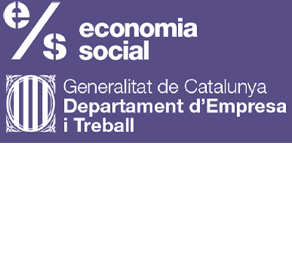 e/s economia
social
Generalitat de Catalunya
Departament d'Empresa
i Treball